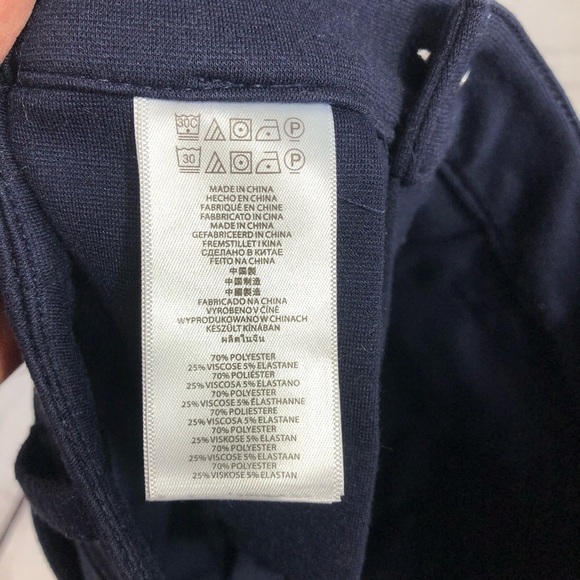 30C P
30 P
MADE IN CHINA
HECHO EN CHINA
FABRIQUÉ EN CHINE
FABBRICATO IN CINA
MADE IN CHINA
GEFABRICEERD IN CHINA
FREMSTILLET I KINA
СДЕЛАНО В КИТАЕ
FEITO NA CHINA
中国製
中国制造
中國製造
FABRICADO NA CHINA
VYROBENO V ČÍNĚ
WYPRODUKOWANO W CHINACH
KÉSZÜLT KÍNÁBAN
ผลิตในจีน
70% POLYESTER
25% VISCOSE 5% ELASTANE
70% POLIÉSTER
25% VISCOSA 5% ELASTANO
70% POLYESTER
25% VISCOSE 5% ÉLASTHANNE
70% POLIESTERE
25% VISCOSA 5% ELASTANE
70% POLYESTER
25% VISKOSE 5% ELASTAN
70% POLYESTER
25% VISCOSE 5% ELASTAAN
70% POLYESTER
25% VISKOSE 5% ELASTAN